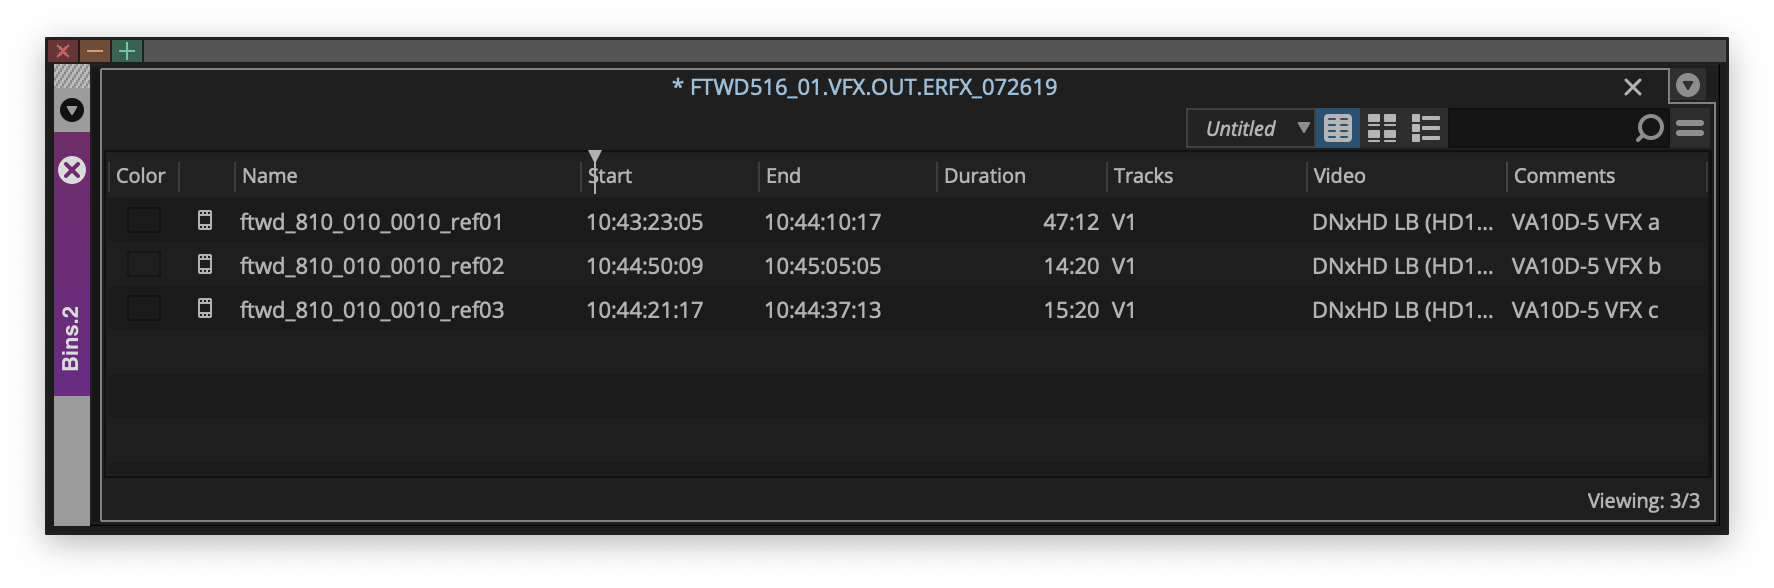 * FTWD516_01.VFX.OUT.ERFX_072619
Untitled
Color Name Start End Duration Tracks Video Comments
ftwd_810_010_0010_ref01 10:43:23:05 10:44:10:17 47:12 V1 DNxHD LB (HD1... VA10D-5 VFX a
ftwd_810_010_0010_ref02 10:44:50:09 10:45:05:05 14:20 V1 DNxHD LB (HD1... VA10D-5 VFX b
ftwd_810_010_0010_ref03 10:44:21:17 10:44:37:13 15:20 V1 DNxHD LB (HD1... VA10D-5 VFX c
Bins.2
Viewing: 3/3